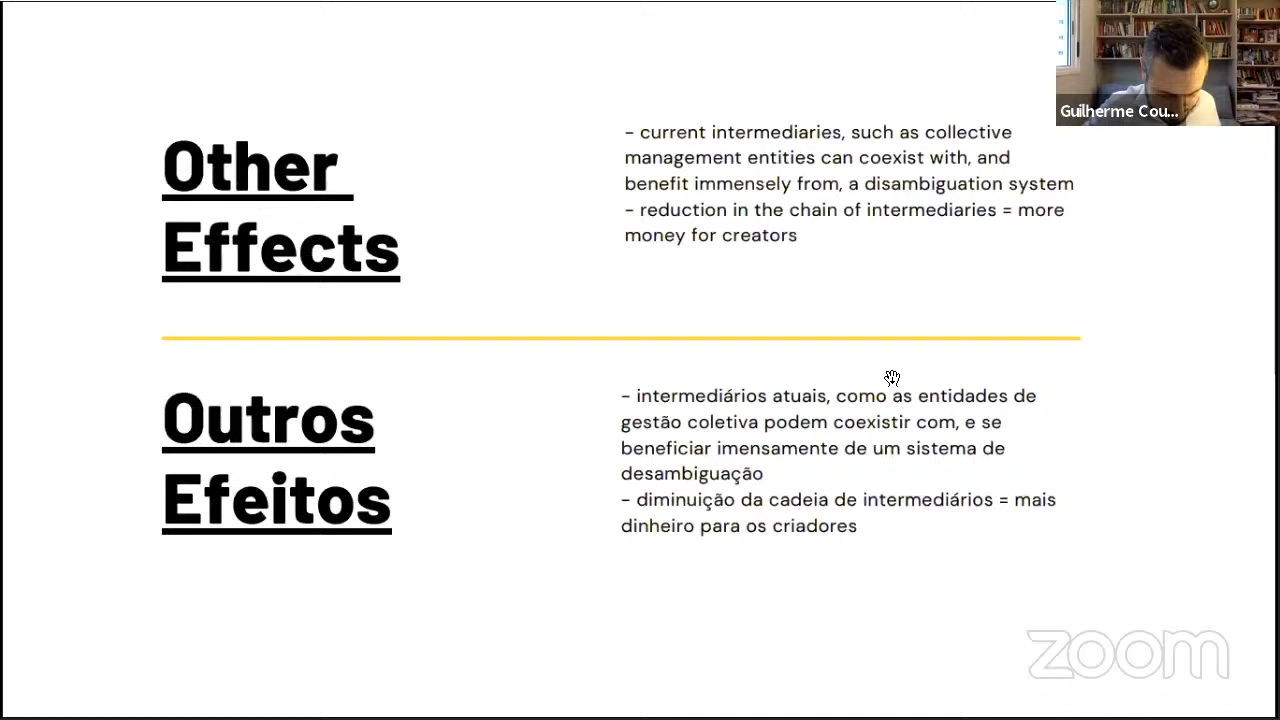 Guilherme Cou...
Other
Effects
- current intermediaries, such as collective
management entities can coexist with, and
benefit immensely from, a disambiguation system
- reduction in the chain of intermediaries = more
money for creators
Outros
Efeitos
- intermediários atuais, como as entidades de
gestão coletiva podem coexistir com, e se
beneficiar imensamente de um sistema de
desambiguação
- diminuição da cadeia de intermediários = mais
dinheiro para os criadores
zoom